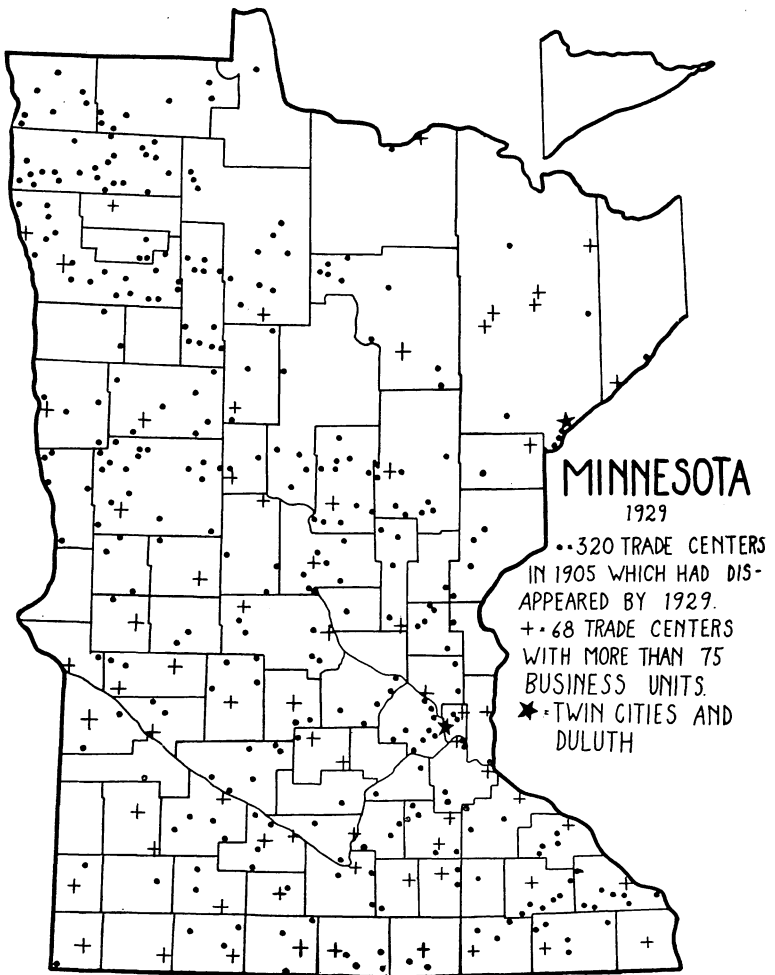 MINNESOTA
1929
•=320 TRADE CENTERS
IN 1905 WHICH HAD DIS-
APPEARED BY 1929.
+=68 TRADE CENTERS
WITH MORE THAN 75
BUSINESS UNITS.
★=TWIN CITIES AND
DULUTH